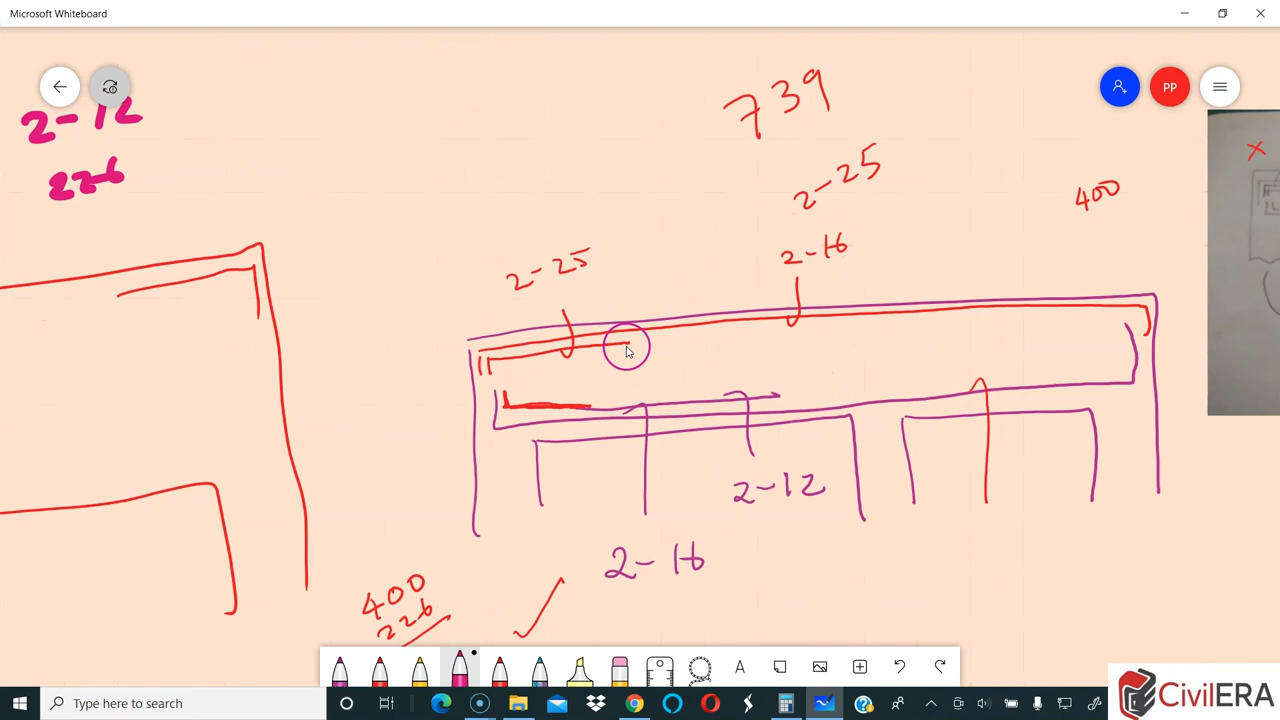 Microsoft Whiteboard
PP
2-12
226
739
2-25
2-16
400
×
2-25
2-12
2-16
400
226
A
Type here to search
CivilERA